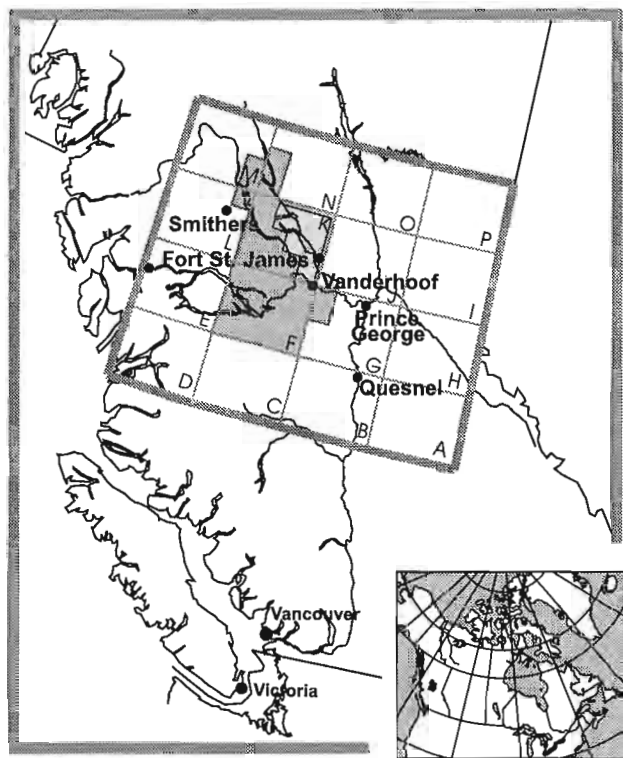 M
N
O
P
Smithers
K
L
Fort St. James
Vanderhoof
J
I
Prince
George
E
F
G
H
Quesnel
D
C
B
A
Vancouver
Victoria